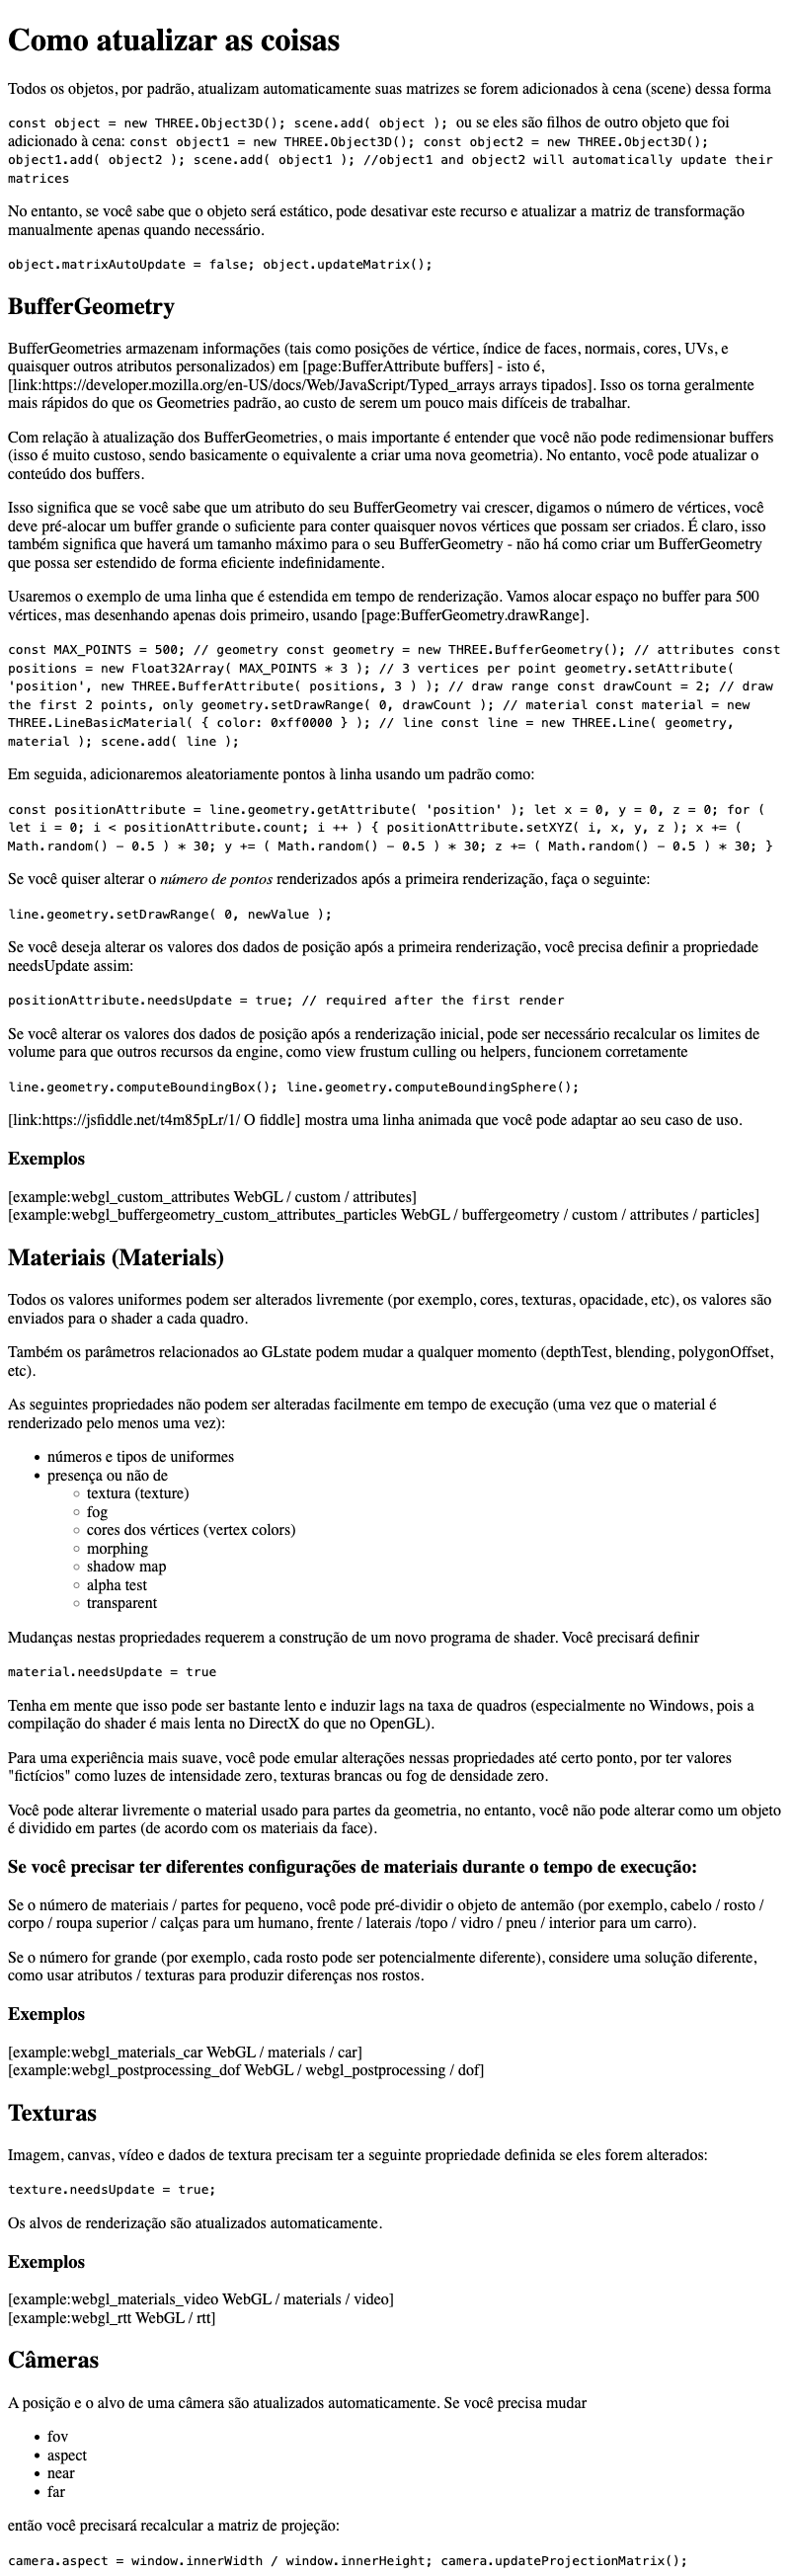 Como atualizar as coisas
Todos os objetos, por padrão, atualizam automaticamente suas matrizes se forem adicionados à cena (scene) dessa forma
const object = new THREE.Object3D(); scene.add( object ); ou se eles são filhos de outro objeto que foi
adicionado à cena: const object1 = new THREE.Object3D(); const object2 = new THREE.Object3D();
object1.add( object2 ); scene.add( object1 ); //object1 and object2 will automatically update their
matrices
No entanto, se você sabe que o objeto será estático, pode desativar este recurso e atualizar a matriz de transformação
manualmente apenas quando necessário.
object.matrixAutoUpdate = false; object.updateMatrix();
BufferGeometry
BufferGeometries armazenam informações (tais como posições de vértice, índice de faces, normais, cores, UVs, e
quaisquer outros atributos personalizados) em [page:BufferAttribute buffers] - isto é,
[link:https://developer.mozilla.org/en-US/docs/Web/JavaScript/Typed_arrays arrays tipados]. Isso os torna geralmente
mais rápidos do que os Geometries padrão, ao custo de serem um pouco mais difíceis de trabalhar.
Com relação à atualização dos BufferGeometries, o mais importante é entender que você não pode redimensionar buffers
(isso é muito custoso, sendo basicamente o equivalente a criar uma nova geometria). No entanto, você pode atualizar o
conteúdo dos buffers.
Isso significa que se você sabe que um atributo do seu BufferGeometry vai crescer, digamos o número de vértices, você
deve pré-alocar um buffer grande o suficiente para conter quaisquer novos vértices que possam ser criados. É claro, isso
também significa que haverá um tamanho máximo para o seu BufferGeometry - não há como criar um BufferGeometry
que possa ser estendido de forma eficiente indefinidamente.
Usaremos o exemplo de uma linha que é estendida em tempo de renderização. Vamos alocar espaço no buffer para 500
vértices, mas desenhando apenas dois primeiro, usando [page:BufferGeometry.drawRange].
const MAX_POINTS = 500; // geometry const geometry = new THREE.BufferGeometry(); // attributes const
positions = new Float32Array( MAX_POINTS * 3 ); // 3 vertices per point geometry.setAttribute(
'position', new THREE.BufferAttribute( positions, 3 ) ); // draw range const drawCount = 2; // draw
the first 2 points, only geometry.setDrawRange( 0, drawCount ); // material const material = new
THREE.LineBasicMaterial( { color: 0xff0000 } ); // line const line = new THREE.Line( geometry,
material ); scene.add( line );
Em seguida, adicionaremos aleatoriamente pontos à linha usando um padrão como:
const positionAttribute = line.geometry.getAttribute( 'position' ); let x = 0, y = 0, z = 0; for (
let i = 0; i < positionAttribute.count; i ++ ) { positionAttribute.setXYZ( i, x, y, z ); x += (
Math.random() - 0.5 ) * 30; y += ( Math.random() - 0.5 ) * 30; z += ( Math.random() - 0.5 ) * 30; }
Se você quiser alterar o número de pontos renderizados após a primeira renderização, faça o seguinte:
line.geometry.setDrawRange( 0, newValue );
Se você deseja alterar os valores dos dados de posição após a primeira renderização, você precisa definir a propriedade
needsUpdate assim:
positionAttribute.needsUpdate = true; // required after the first render
Se você alterar os valores dos dados de posição após a renderização inicial, pode ser necessário recalcular os limites de
volume para que outros recursos da engine, como view frustum culling ou helpers, funcionem corretamente
line.geometry.computeBoundingBox(); line.geometry.computeBoundingSphere();
[link:https://jsfiddle.net/t4m85pLr/1/ O fiddle] mostra uma linha animada que você pode adaptar ao seu caso de uso.
Exemplos
[example:webgl_custom_attributes WebGL / custom / attributes]
[example:webgl_buffergeometry_custom_attributes_particles WebGL / buffergeometry / custom / attributes / particles]
Materiais (Materials)
Todos os valores uniformes podem ser alterados livremente (por exemplo, cores, texturas, opacidade, etc), os valores são
enviados para o shader a cada quadro.
Também os parâmetros relacionados ao GLstate podem mudar a qualquer momento (depthTest, blending, polygonOffset,
etc).
As seguintes propriedades não podem ser alteradas facilmente em tempo de execução (uma vez que o material é
renderizado pelo menos uma vez):
• números e tipos de uniformes
• presença ou não de
◦ textura (texture)
◦ fog
◦ cores dos vértices (vertex colors)
◦ morphing
◦ shadow map
◦ alpha test
◦ transparent
Mudanças nestas propriedades requerem a construção de um novo programa de shader. Você precisará definir
material.needsUpdate = true
Tenha em mente que isso pode ser bastante lento e induzir lags na taxa de quadros (especialmente no Windows, pois a
compilação do shader é mais lenta no DirectX do que no OpenGL).
Para uma experiência mais suave, você pode emular alterações nessas propriedades até certo ponto, por ter valores
"fictícios" como luzes de intensidade zero, texturas brancas ou fog de densidade zero.
Você pode alterar livremente o material usado para partes da geometria, no entanto, você não pode alterar como um objeto
é dividido em partes (de acordo com os materiais da face).
Se você precisar ter diferentes configurações de materiais durante o tempo de execução:
Se o número de materiais / partes for pequeno, você pode pré-dividir o objeto de antemão (por exemplo, cabelo / rosto /
corpo / roupa superior / calças para um humano, frente / laterais /topo / vidro / pneu / interior para um carro).
Se o número for grande (por exemplo, cada rosto pode ser potencialmente diferente), considere uma solução diferente,
como usar atributos / texturas para produzir diferenças nos rostos.
Exemplos
[example:webgl_materials_car WebGL / materials / car]
[example:webgl_postprocessing_dof WebGL / webgl_postprocessing / dof]
Texturas
Imagem, canvas, vídeo e dados de textura precisam ter a seguinte propriedade definida se eles forem alterados:
texture.needsUpdate = true;
Os alvos de renderização são atualizados automaticamente.
Exemplos
[example:webgl_materials_video WebGL / materials / video]
[example:webgl_rtt WebGL / rtt]
Câmeras
A posição e o alvo de uma câmera são atualizados automaticamente. Se você precisa mudar
• fov
• aspect
• near
• far
então você precisará recalcular a matriz de projeção:
camera.aspect = window.innerWidth / window.innerHeight; camera.updateProjectionMatrix();